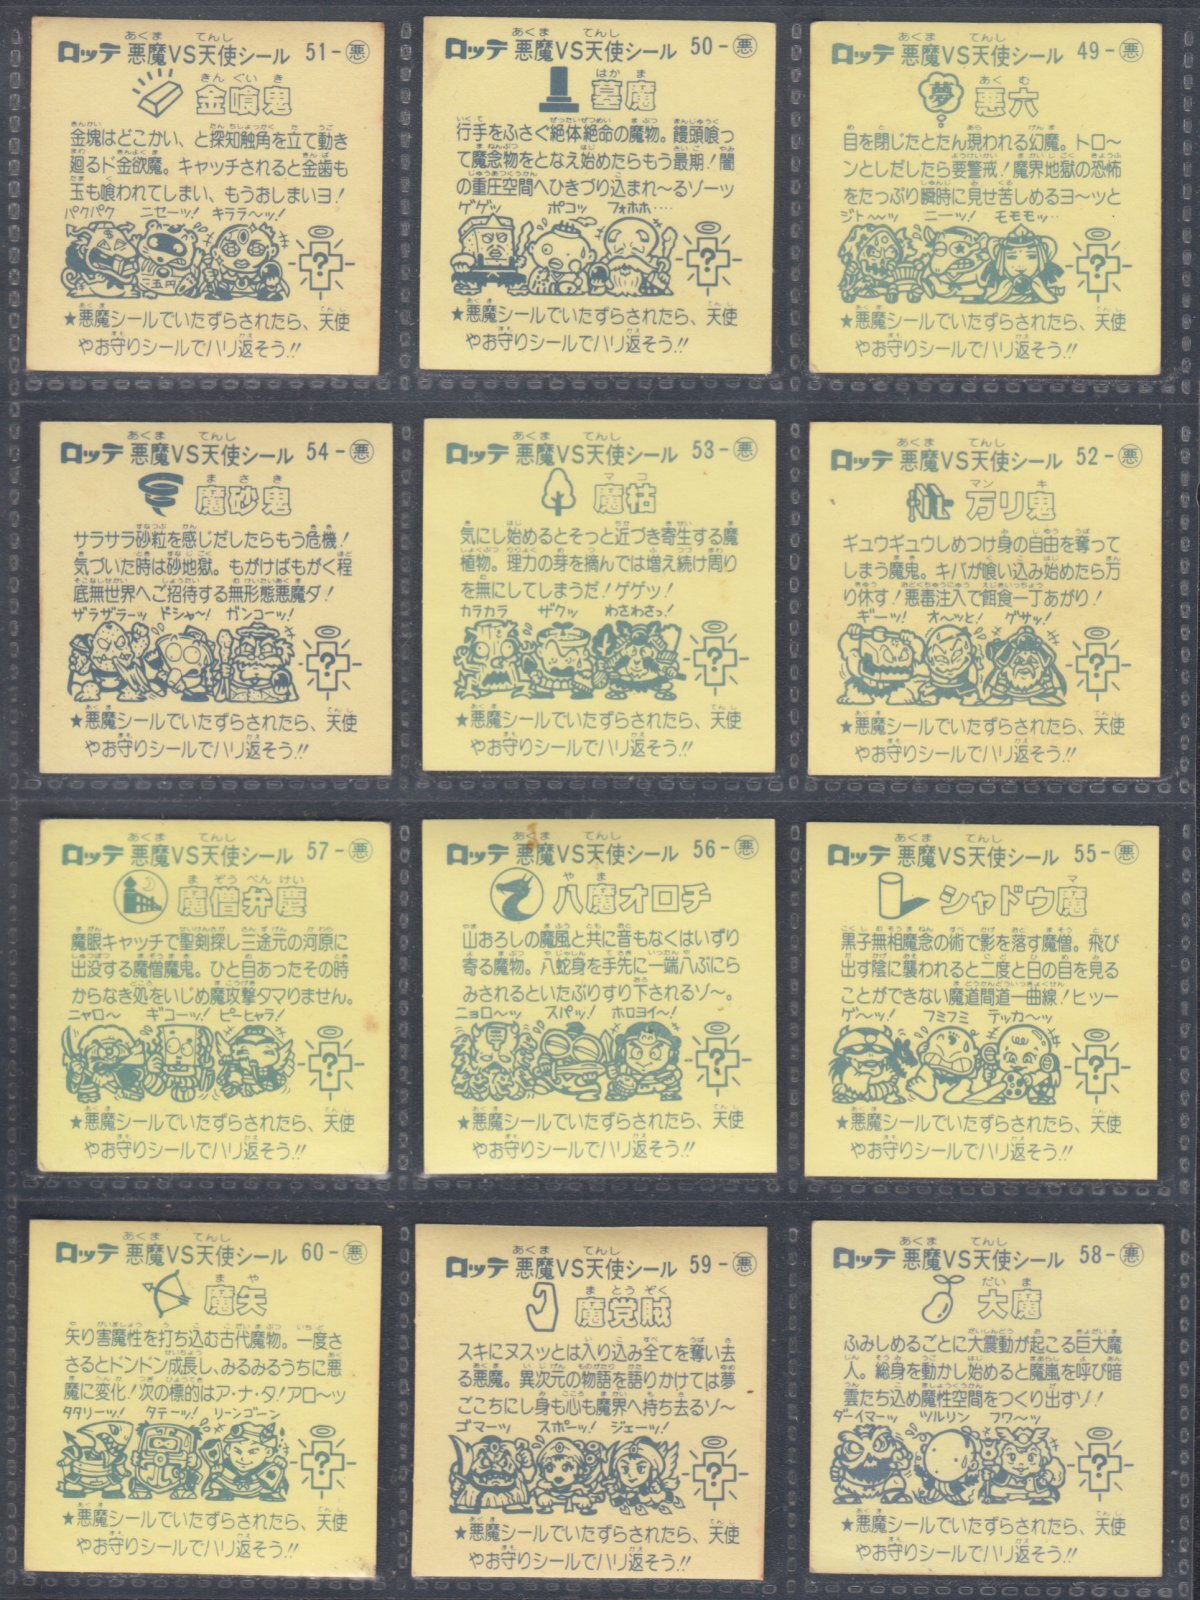 ロッテ 悪魔VS天使シール 51-悪
金喰鬼
金塊はどこかい、と探知触角を立て動き
廻るド金欲魔。キャッチされると金歯も
玉も喰われてしまい、もうおしまいヨ!
パクパク ニセーッ! キララ〜ッ!
五円
?
★悪魔シールでいたずらされたら、天使
やお守りシールでハリ返そう!!
ロッテ 悪魔VS天使シール 50-悪
墓魔
行手をふさぐ絶体絶命の魔物。饅頭喰っ
て魔念物をとなえ始めたらもう最期!闇
の重圧空間へひきづり込まれ〜るゾーッ
ゲゲッ ポコッ フォホホ‥‥
?
★悪魔シールでいたずらされたら、天使
やお守りシールでハリ返そう!!
ロッテ 悪魔VS天使シール 49-悪
夢 悪六
目を閉じたとたん現われる幻魔。トロ〜
ンとしだしたら要警戒!魔界地獄の恐怖
をたっぷり瞬時に見せ苦しめるヨ〜ッと
ジト〜ッ ニーッ! モモモッ‥
?
★悪魔シールでいたずらされたら、天使
やお守りシールでハリ返そう!!
ロッテ 悪魔VS天使シール 54-悪
魔砂鬼
サラサラ砂粒を感じだしたらもう危機!
気づいた時は砂地獄。もがけばもがく程
底無世界へご招待する無形態悪魔ダ!
ザラザラーッ ドシャ〜! ガンコーッ!
?
★悪魔シールでいたずらされたら、天使
やお守りシールでハリ返そう!!
ロッテ 悪魔VS天使シール 53-悪
魔枯
気にし始めるとそっと近づき寄生する魔
植物。理力の芽を摘んでは増え続け周り
を無にしてしまうだ!ゲゲッ!
カラカラ ザクッ わさわさっ!
?
★悪魔シールでいたずらされたら、天使
やお守りシールでハリ返そう!!
ロッテ 悪魔VS天使シール 52-悪
万リ鬼
ギュウギュウしめつけ身の自由を奪って
しまう魔鬼。キバが喰い込み始めたら万
り休す!悪毒注入で餌食一丁あがり!
ギーッ! オ〜ッと! グサッ!
?
★悪魔シールでいたずらされたら、天使
やお守りシールでハリ返そう!!
ロッテ 悪魔VS天使シール 57-悪
魔僧弁慶
魔眼キャッチで聖剣探し三途元の河原に
出没する魔僧魔鬼。ひと目あったその時
からなき処をいじめ魔攻撃タマりません。
ニャロ〜 ギコーッ! ピーヒャラ!
?
★悪魔シールでいたずらされたら、天使
やお守りシールでハリ返そう!!
ロッテ 悪魔VS天使シール 56-悪
八魔オロチ
山おろしの魔風と共に音もなくはいずり
寄る魔物。八蛇身を手先に一端八ぶにら
みされるといたぶりすり下されるゾ〜。
ニョロ〜ッ スパッ! ホロヨイ〜!
?
★悪魔シールでいたずらされたら、天使
やお守りシールでハリ返そう!!
ロッテ 悪魔VS天使シール 55-悪
シャドウ魔
黒子無相魔念の術で影を落す魔僧。飛び
出す陰に襲われると二度と日の目を見る
ことができない魔道間道一曲線!ヒッー
ゲ〜ッ! フミフミ テッカ〜ッ
?
★悪魔シールでいたずらされたら、天使
やお守りシールでハリ返そう!!
ロッテ 悪魔VS天使シール 60-悪
魔矢
矢り害魔性を打ち込む古代魔物。一度さ
さるとドンドン成長し、みるみるうちに悪
魔に変化!次の標的はア・ナ・タ!アロ〜ッ
タタリーッ! タテーッ! リーンゴーン
?
★悪魔シールでいたずらされたら、天使
やお守りシールでハリ返そう!!
ロッテ 悪魔VS天使シール 59-悪
魔党賊
スキにヌスッとは入り込み全てを奪い去
る悪魔。異次元の物語を語りかけては夢
ごこちにし身も心も魔界へ持ち去るゾ〜
ゴマーッ スポーッ! ジェーッ!
?
★悪魔シールでいたずらされたら、天使
やお守りシールでハリ返そう!!
ロッテ 悪魔VS天使シール 58-悪
大魔
ふみしめるごとに大震動が起こる巨大魔
人。総身を動かし始めると魔嵐を呼び暗
雲たち込め魔性空間をつくり出すゾ!
ダーイマーッ ツルリン フワ〜ッ
?
★悪魔シールでいたずらされたら、天使
やお守りシールでハリ返そう!!